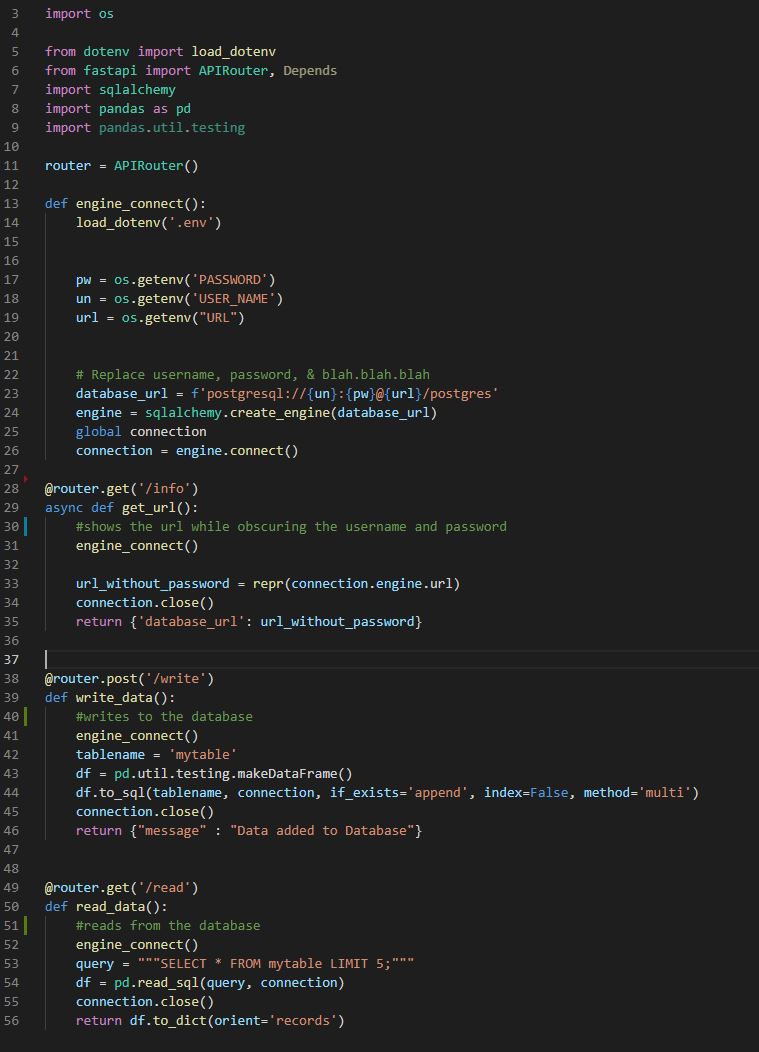 3 import os
4
5 from dotenv import load_dotenv
6 from fastapi import APIRouter, Depends
7 import sqlalchemy
8 import pandas as pd
9 import pandas.util.testing
10
11 router = APIRouter()
12
13 def engine_connect():
14     load_dotenv('.env')
15
16
17     pw = os.getenv('PASSWORD')
18     un = os.getenv('USER_NAME')
19     url = os.getenv("URL")
20
21
22     # Replace username, password, & blah.blah.blah
23     database_url = f'postgresql://{un}:{pw}@{url}/postgres'
24     engine = sqlalchemy.create_engine(database_url)
25     global connection
26     connection = engine.connect()
27
28 @router.get('/info')
29 async def get_url():
30     #shows the url while obscuring the username and password
31     engine_connect()
32
33     url_without_password = repr(connection.engine.url)
34     connection.close()
35     return {'database_url': url_without_password}
36
37
38 @router.post('/write')
39 def write_data():
40     #writes to the database
41     engine_connect()
42     tablename = 'mytable'
43     df = pd.util.testing.makeDataFrame()
44     df.to_sql(tablename, connection, if_exists='append', index=False, method='multi')
45     connection.close()
46     return {"message" : "Data added to Database"}
47
48
49 @router.get('/read')
50 def read_data():
51     #reads from the database
52     engine_connect()
53     query = """SELECT * FROM mytable LIMIT 5;"""
54     df = pd.read_sql(query, connection)
55     connection.close()
56     return df.to_dict(orient='records')